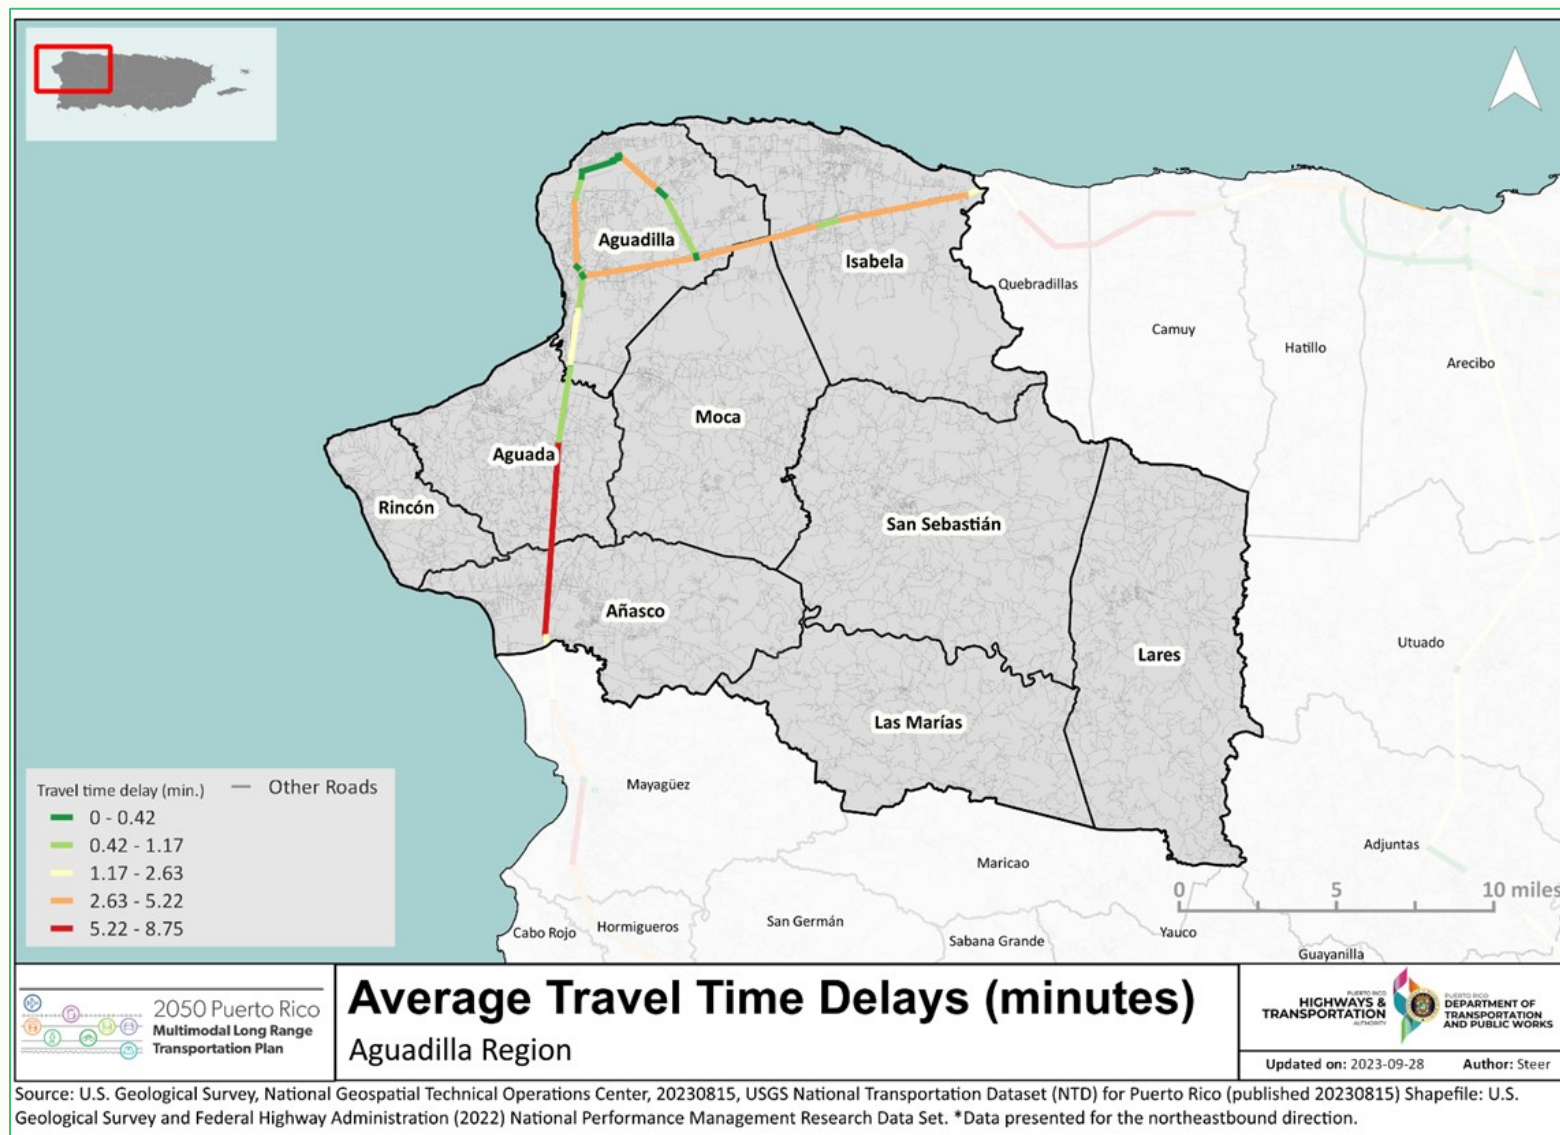 Aguadilla
Isabela
Quebradillas
Camuy
Hatillo
Arecibo
Moca
Aguada
Rincón
San Sebastián
Añasco
Lares
Utuado
Las Marías
Mayagüez
Adjuntas
Maricao
Cabo Rojo
Hormigueros
San Germán
Sabana Grande
Yauco
Guayanilla
0 5 10 miles
Travel time delay (min.) Other Roads
0 - 0.42
0.42 - 1.17
1.17 - 2.63
2.63 - 5.22
5.22 - 8.75
2050 Puerto Rico
Multimodal Long Range
Transportation Plan
Average Travel Time Delays (minutes)
Aguadilla Region
PUERTO RICO
HIGHWAYS &
TRANSPORTATION
AUTHORITY
PUERTO RICO
DEPARTMENT OF
TRANSPORTATION
AND PUBLIC WORKS
Updated on: 2023-09-28 Author: Steer
Source: U.S. Geological Survey, National Geospatial Technical Operations Center, 20230815, USGS National Transportation Dataset (NTD) for Puerto Rico (published 20230815) Shapefile: U.S.
Geological Survey and Federal Highway Administration (2022) National Performance Management Research Data Set. *Data presented for the northeastbound direction.